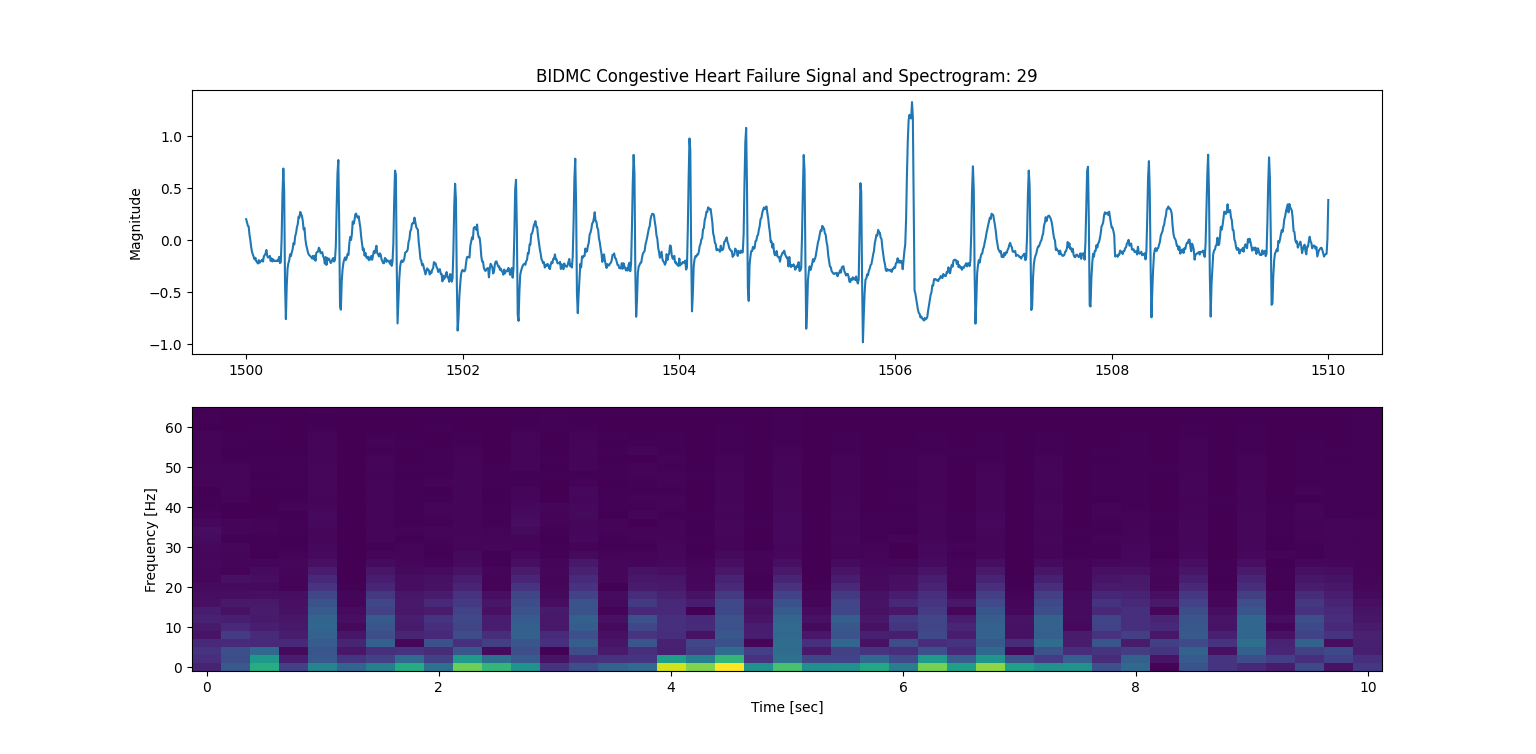 BIDMC Congestive Heart Failure Signal and Spectrogram: 29
Magnitude
1.0
0.5
0.0
−0.5
−1.0
1500 1502 1504 1506 1508 1510
Frequency [Hz]
60
50
40
30
20
10
0
0 2 4 6 8 10
Time [sec]